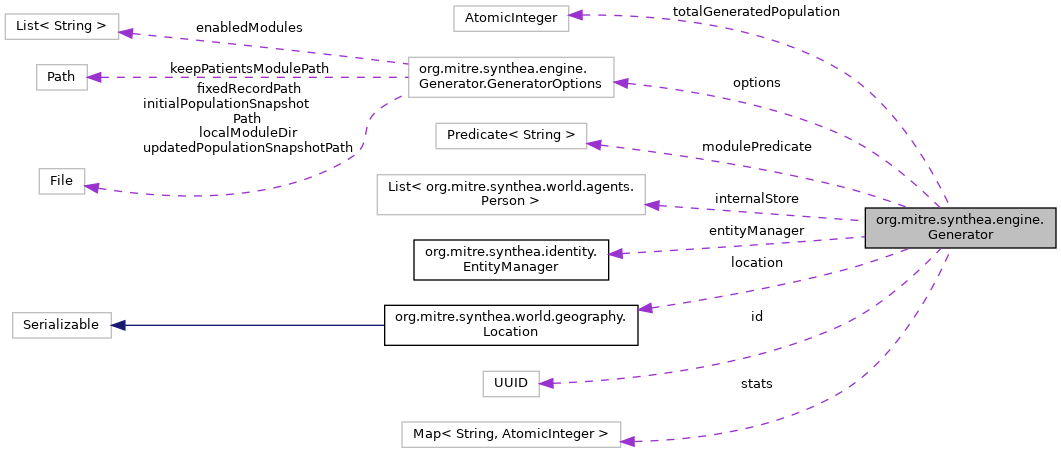 totalGeneratedPopulation
AtomicInteger
List< String >
enabledModules
org.mitre.synthea.engine.
Generator.GeneratorOptions
keepPatientsModulePath
Path
options
fixedRecordPath
initialPopulationSnapshot
Path
localModuleDir
updatedPopulationSnapshotPath
Predicate< String >
modulePredicate
File
List< org.mitre.synthea.world.agents.
Person >
internalStore
org.mitre.synthea.engine.
Generator
entityManager
org.mitre.synthea.identity.
EntityManager
location
Serializable
org.mitre.synthea.world.geography.
Location
id
UUID
stats
Map< String, AtomicInteger >